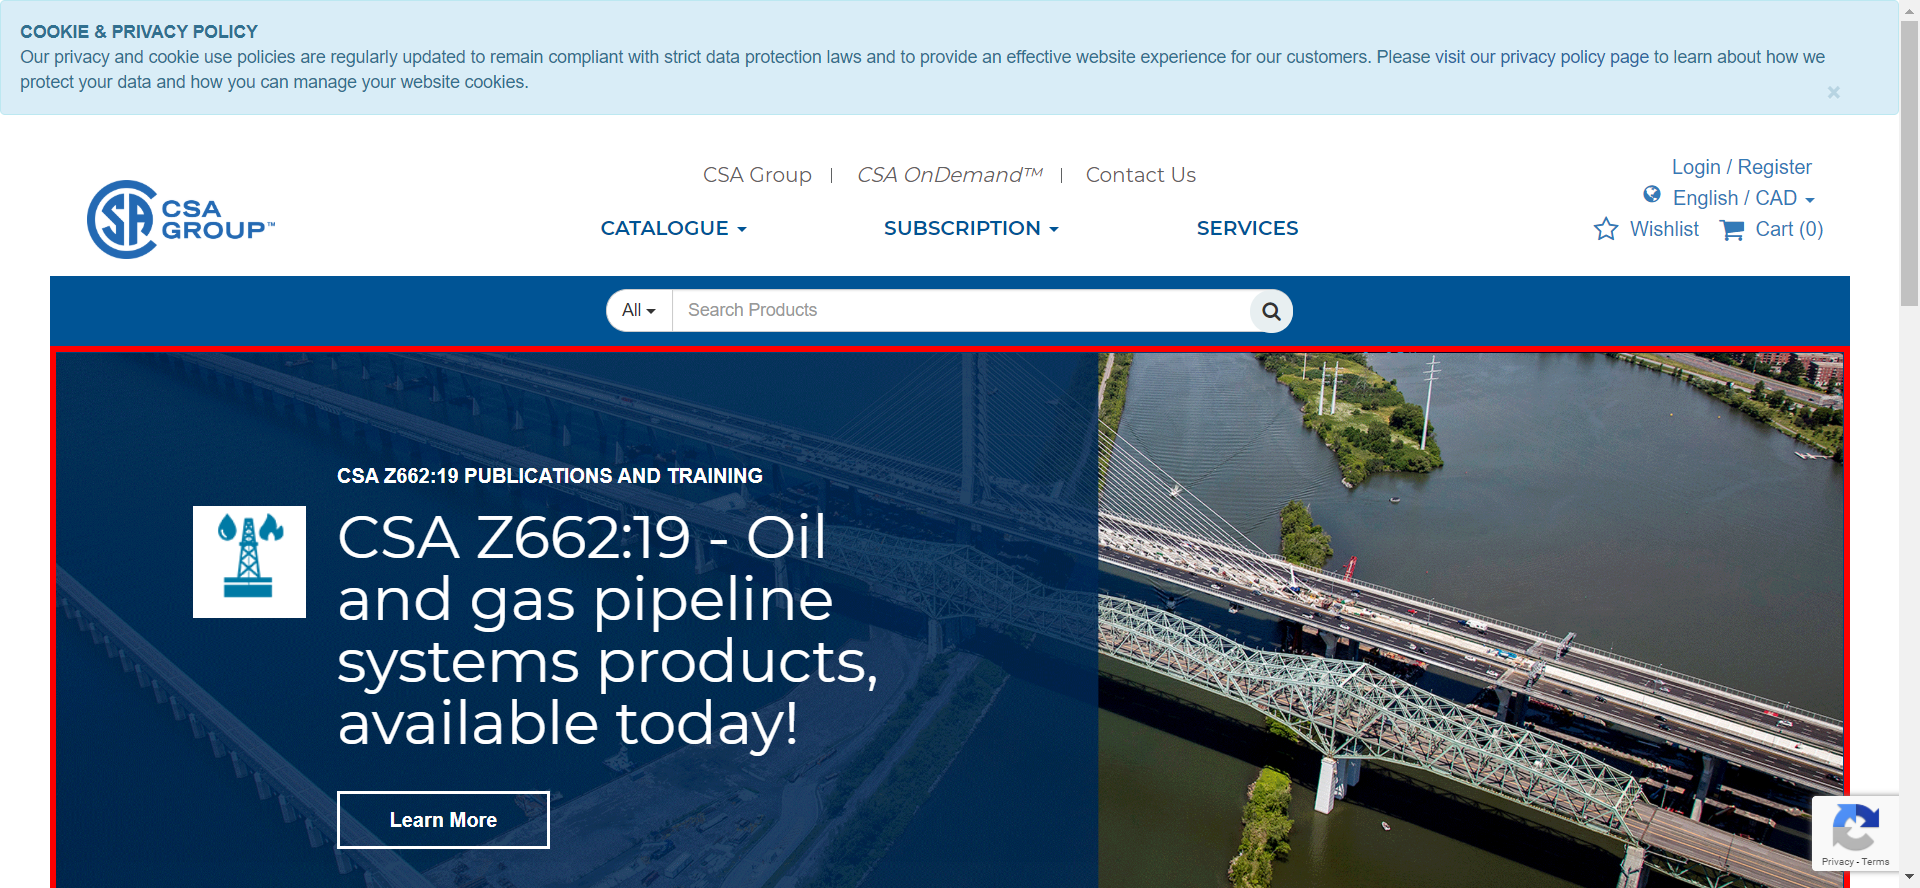 COOKIE & PRIVACY POLICY
Our privacy and cookie use policies are regularly updated to remain compliant with strict data protection laws and to provide an effective website experience for our customers. Please visit our privacy policy page to learn about how we
protect your data and how you can manage your website cookies.
×
CSA Group | CSA OnDemand™ | Contact Us
Login / Register
English / CAD
CSA
GROUP™
CATALOGUE SUBSCRIPTION SERVICES
Wishlist Cart (0)
All Search Products
CSA Z662:19 PUBLICATIONS AND TRAINING
CSA Z662:19 - Oil
and gas pipeline
systems products,
available today!
Learn More
Privacy - Terms